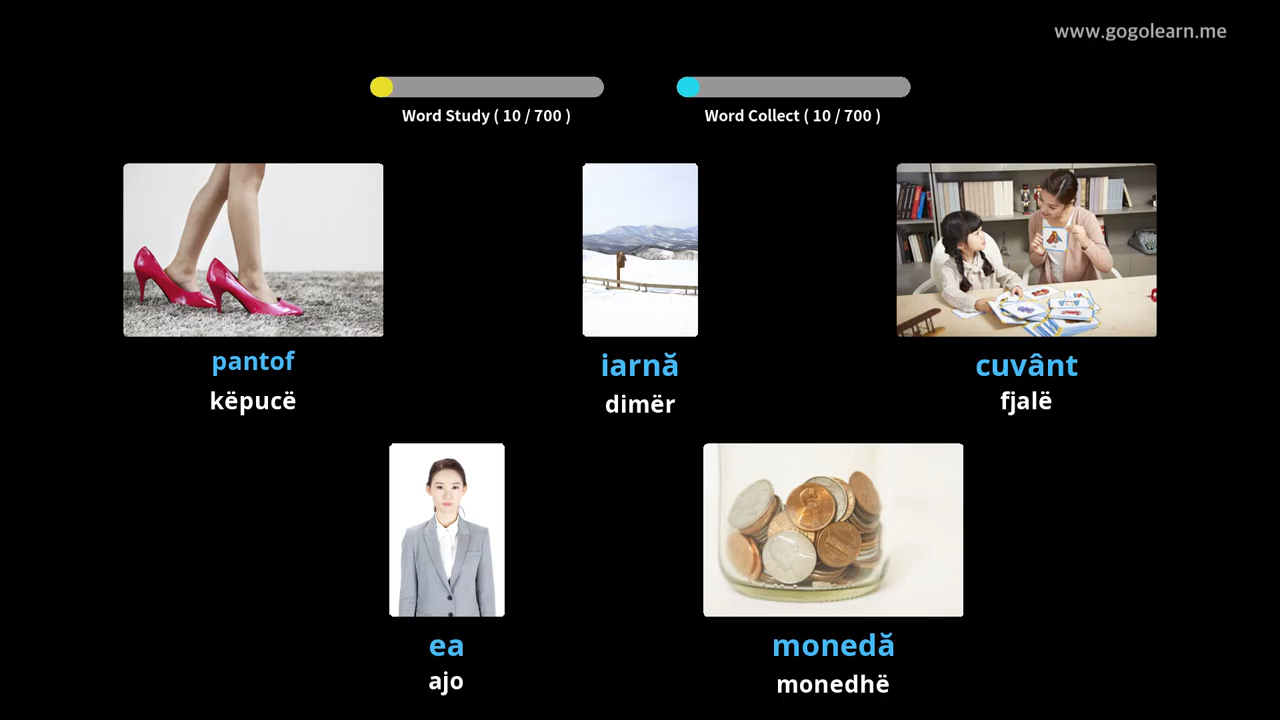 www.gogolearn.me
Word Study ( 10 / 700 )
Word Collect ( 10 / 700 )
pantof
këpucë
iarnă
dimër
cuvânt
fjalë
ea
ajo
monedă
monedhë